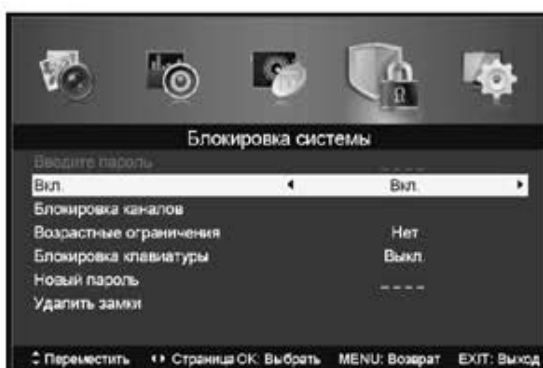 Блокировка системы
Введите пароль _ _ _ _
Вкл. Вкл.
Блокировка каналов
Возрастные ограничения Нет
Блокировка клавиатуры Выкл.
Новый пароль _ _ _ _
Удалить замки
Переместить Страница OK: Выбрать MENU: Возврат EXIT: Выход